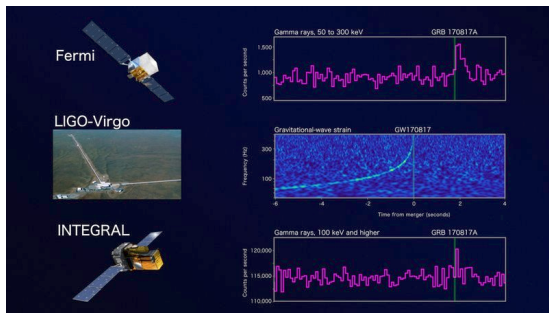 Fermi
Gamma rays, 50 to 300 keV
GRB 170817A
Counts per second
1,500
1,000
500
LIGO-Virgo
Gravitational-wave strain
GW170817
Frequency (Hz)
300
100
-6
-4
-2
0
2
4
Time from merger (seconds)
INTEGRAL
Gamma rays, 100 keV and higher
GRB 170817A
Counts per second
120,000
115,000
110,000